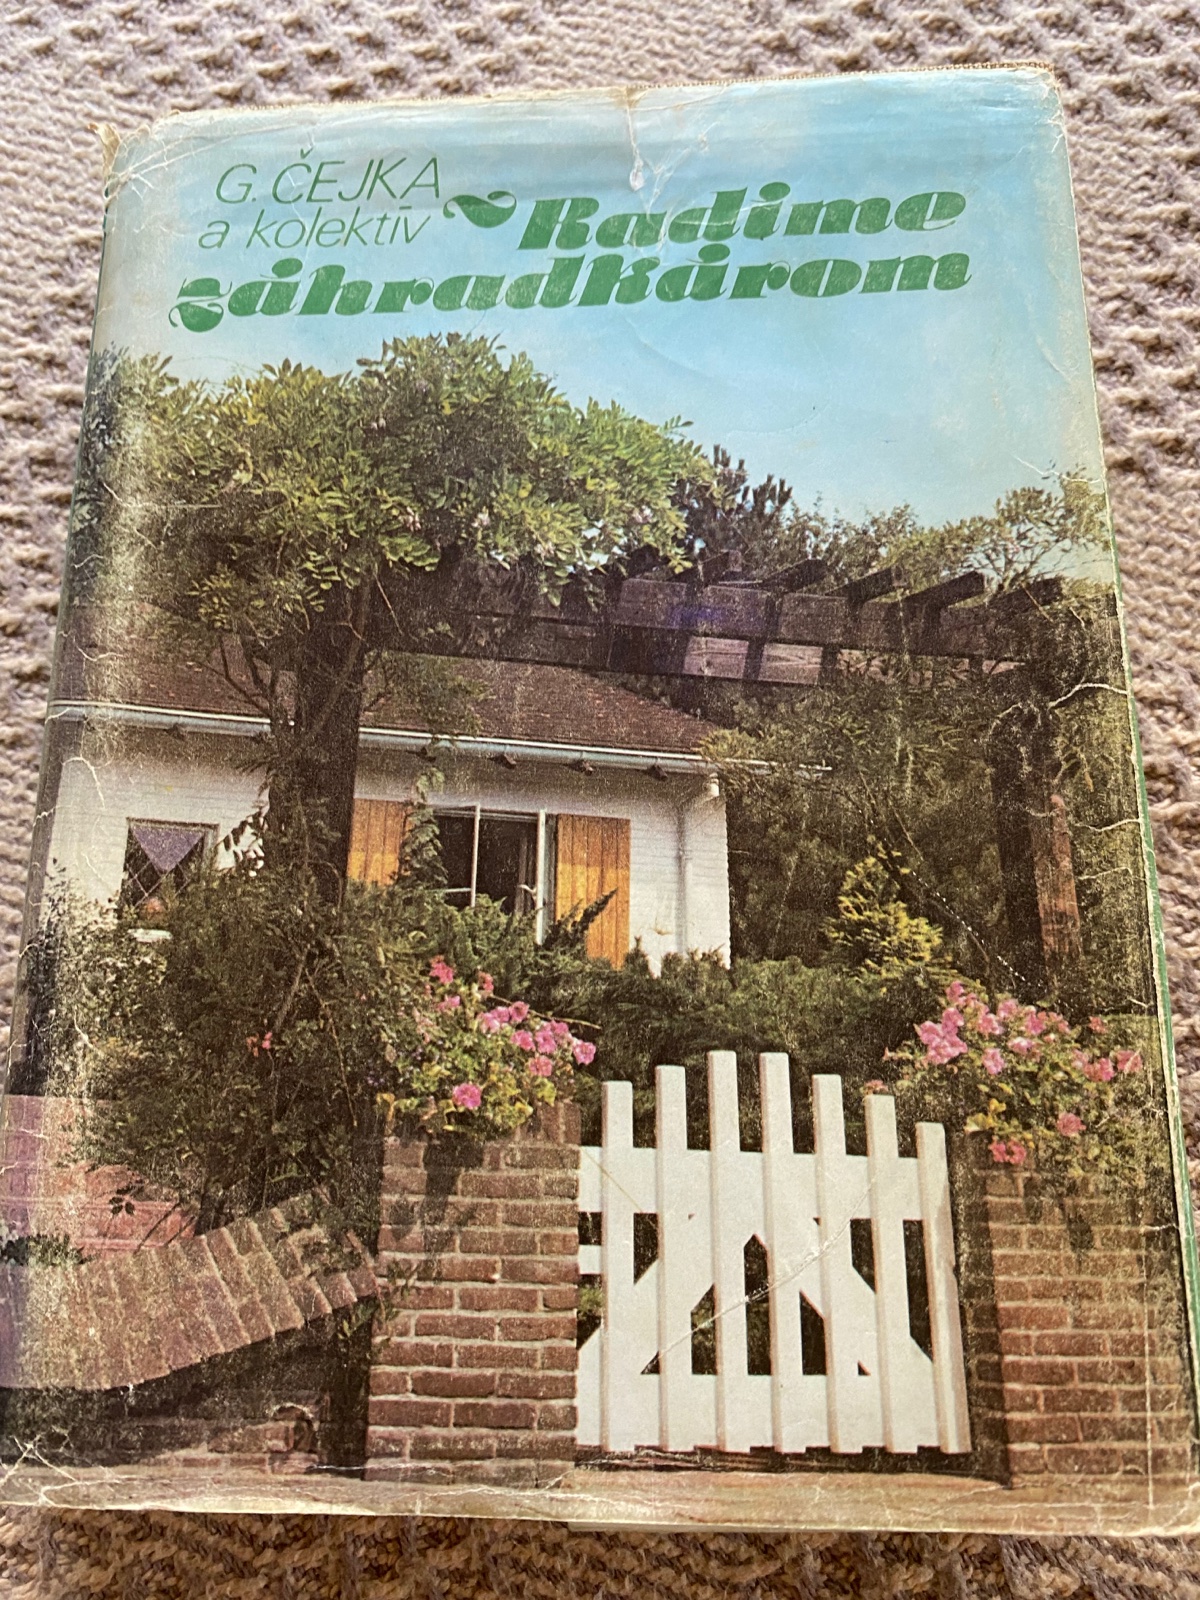 G. ČEJKA
a kolektív
Radíme
záhradkárom